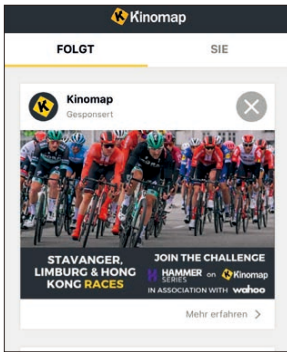 Kinomap
FOLGT
SIE
Kinomap
Gesponsert
STAVANGER,
LIMBURG & HONG
KONG RACES
JOIN THE CHALLENGE
HAMMER SERIES on Kinomap
IN ASSOCIATION WITH wahoo
Mehr erfahren >